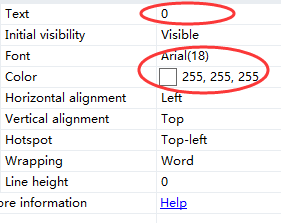 Text 0
Initial visibility Visible
Font Arial(18)
Color 255, 255, 255
Horizontal alignment Left
Vertical alignment Top
Hotspot Top-left
Wrapping Word
Line height 0
ore information Help